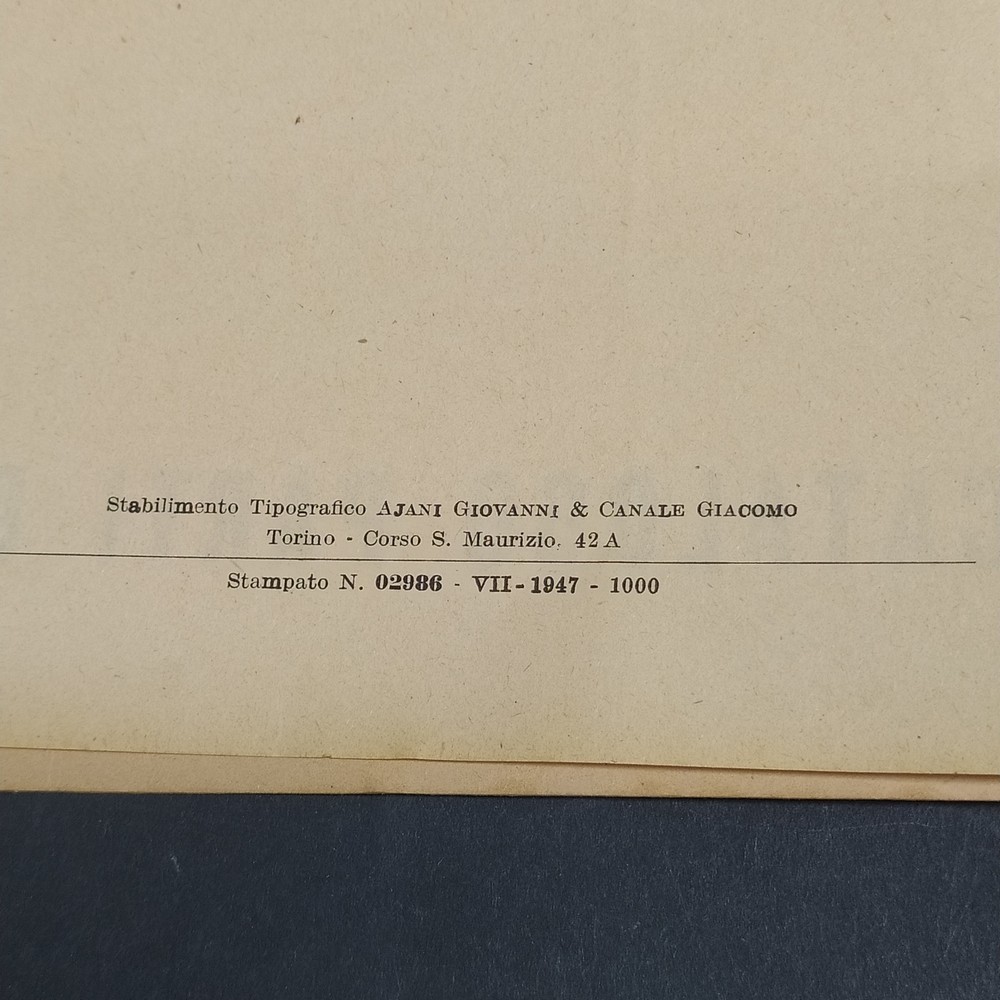 Stabilimento Tipografico AJANI GIOVANNI & CANALE GIACOMO
Torino - Corso S. Maurizio, 42 A
Stampato N. 02986 - VII-1947 - 1000